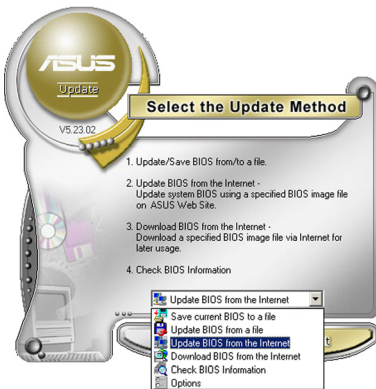 ASUS
Update
V5.23.02
Select the Update Method
1. Update/Save BIOS from/to a file.
2. Update BIOS from the Internet -
Update system BIOS using a specified BIOS image file
on ASUS Web Site.
3. Download BIOS from the Internet -
Download a specified BIOS image file via Internet for
later usage.
4. Check BIOS Information
Update BIOS from the Internet
Save current BIOS to a file
Update BIOS from a file
Update BIOS from the Internet
Download BIOS from the Internet
Check BIOS Information
Options